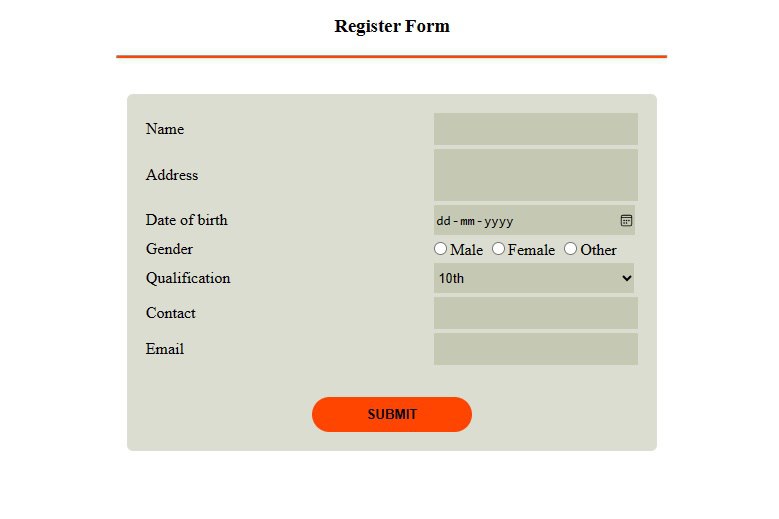 Register Form
Name
Address
Date of birth dd-mm-yyyy
Gender Male Female Other
Qualification 10th
Contact
Email
SUBMIT